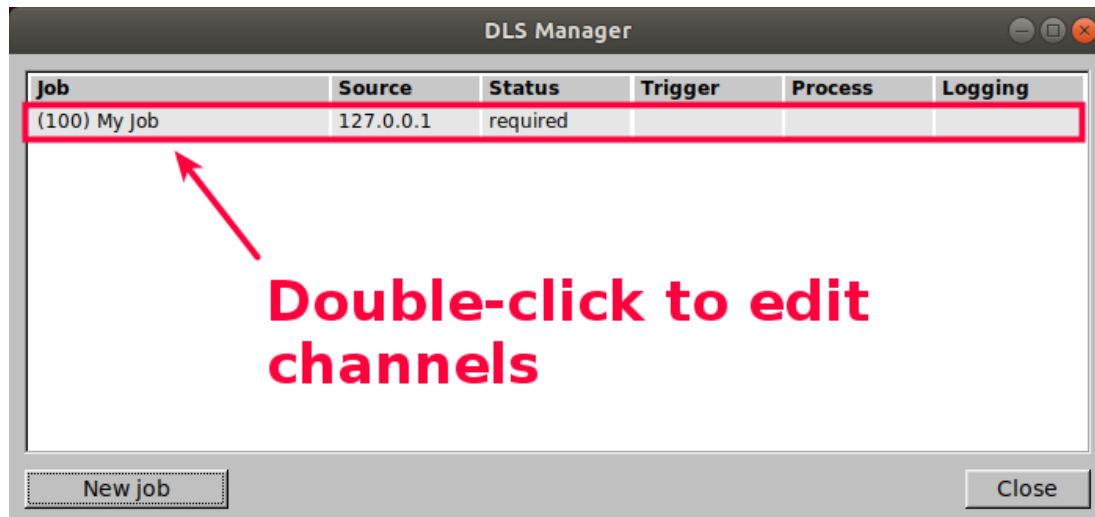 DLS Manager
Job Source Status Trigger Process Logging
(100) My Job 127.0.0.1 required
Double-click to edit
channels
New job Close